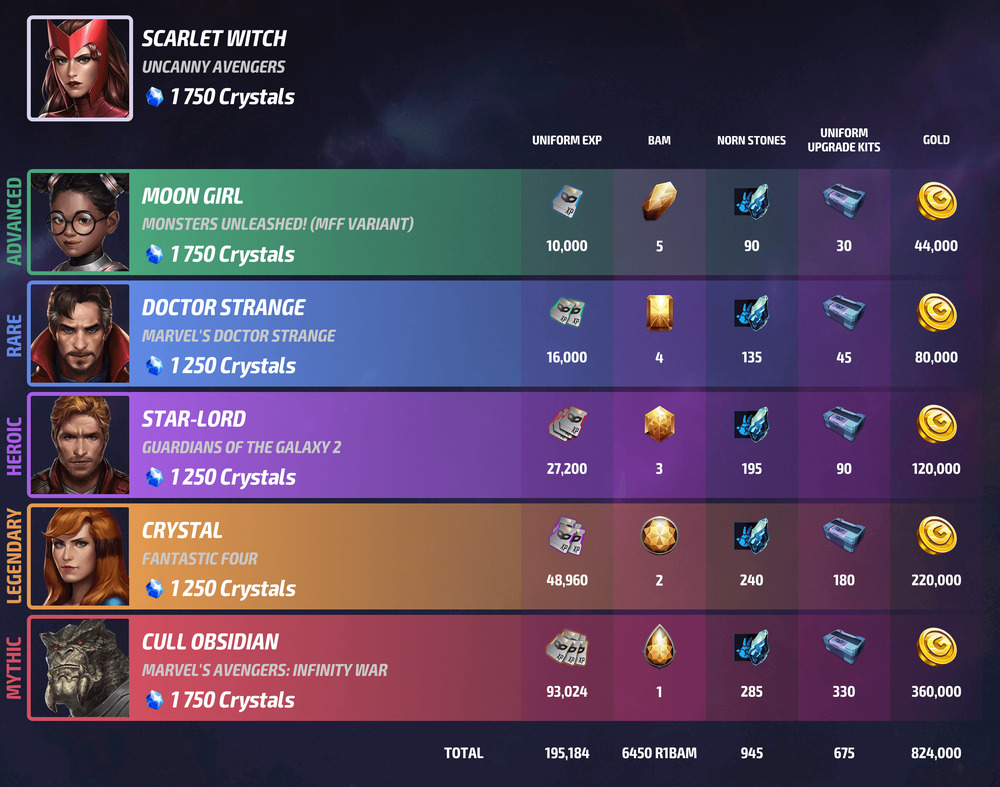 SCARLET WITCH
UNCANNY AVENGERS
1 750 Crystals
UNIFORM EXP BAM NORN STONES UNIFORM UPGRADE KITS GOLD
ADVANCED
MOON GIRL
MONSTERS UNLEASHED! (MFF VARIANT)
1 750 Crystals
10,000 5 90 30 44,000
RARE
DOCTOR STRANGE
MARVEL'S DOCTOR STRANGE
1 250 Crystals
16,000 4 135 45 80,000
HEROIC
STAR-LORD
GUARDIANS OF THE GALAXY 2
1 250 Crystals
27,200 3 195 90 120,000
LEGENDARY
CRYSTAL
FANTASTIC FOUR
1 250 Crystals
48,960 2 240 180 220,000
MYTHIC
CULL OBSIDIAN
MARVEL'S AVENGERS: INFINITY WAR
1 750 Crystals
93,024 1 285 330 360,000
TOTAL 195,184 6450 R1BAM 945 675 824,000